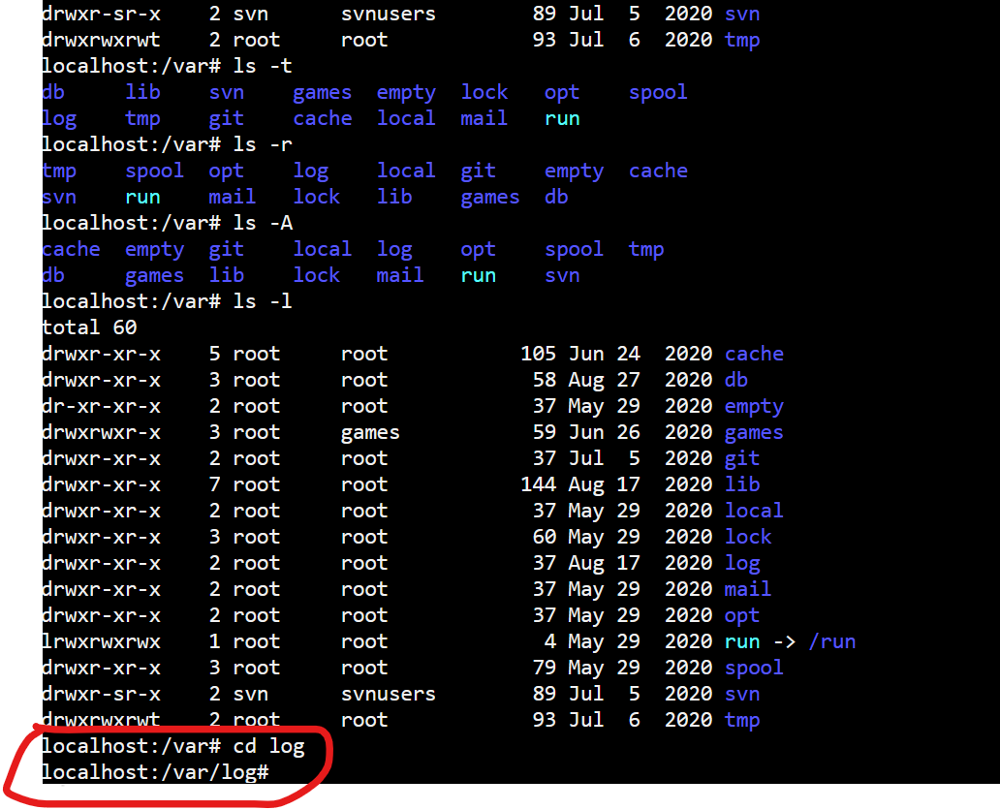 drwxr-sr-x    2 svn      svnusers        89 Jul  5  2020 svn
drwxrwxrwt    2 root     root            93 Jul  6  2020 tmp
localhost:/var# ls -t
db     lib    svn    games  empty  lock   opt    spool
log    tmp    git    cache  local  mail   run
localhost:/var# ls -r
tmp    spool  opt    log    local  git    empty  cache
svn    run    mail   lock   lib    games  db
localhost:/var# ls -A
cache  empty  git    local  log    opt    spool  tmp
db     games  lib    lock   mail   run    svn
localhost:/var# ls -l
total 60
drwxr-xr-x    5 root     root           105 Jun 24  2020 cache
drwxr-xr-x    3 root     root            58 Aug 27  2020 db
dr-xr-xr-x    2 root     root            37 May 29  2020 empty
drwxrwxr-x    3 root     games           59 Jun 26  2020 games
drwxr-xr-x    2 root     root            37 Jul  5  2020 git
drwxr-xr-x    7 root     root           144 Aug 17  2020 lib
drwxr-xr-x    2 root     root            37 May 29  2020 local
drwxr-xr-x    3 root     root            60 May 29  2020 lock
drwxr-xr-x    2 root     root            37 Aug 17  2020 log
drwxr-xr-x    2 root     root            37 May 29  2020 mail
drwxr-xr-x    2 root     root            37 May 29  2020 opt
lrwxrwxrwx    1 root     root             4 May 29  2020 run -> /run
drwxr-xr-x    3 root     root            79 May 29  2020 spool
drwxr-sr-x    2 svn      svnusers        89 Jul  5  2020 svn
drwxrwxrwt    2 root     root            93 Jul  6  2020 tmp
localhost:/var# cd log
localhost:/var/log#